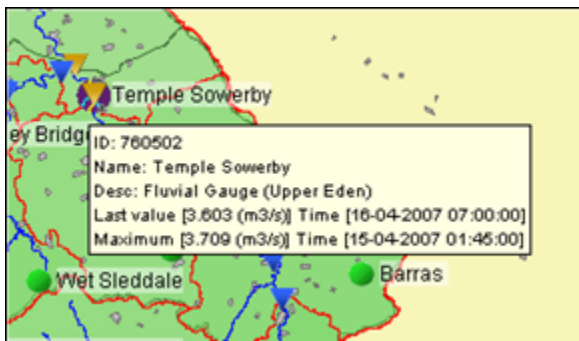 Temple Sowerby
ey Bridg
ID: 760502
Name: Temple Sowerby
Desc: Fluvial Gauge (Upper Eden)
Last value [3.603 (m3/s)] Time [16-04-2007 07:00:00]
Maximum [3.709 (m3/s)] Time [15-04-2007 01:45:00]
Wet Sleddale
Barras